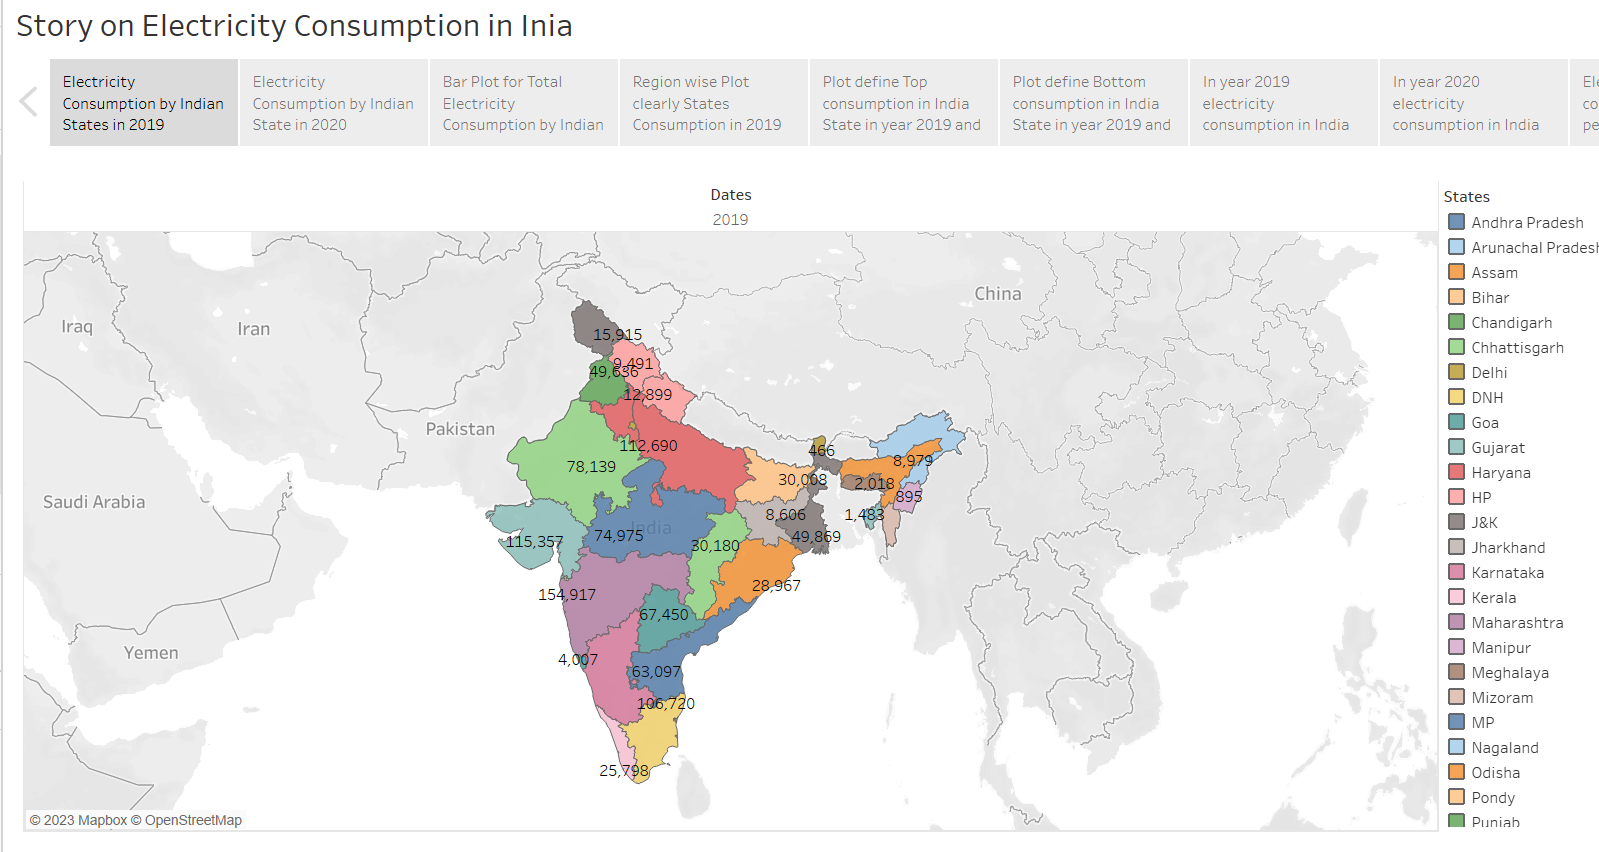 Story on Electricity Consumption in Inia
Electricity
Consumption by Indian
States in 2019
Electricity
Consumption by Indian
State in 2020
Bar Plot for Total
Electricity
Consumption by Indian
Region wise Plot
clearly States
Consumption in 2019
Plot define Top
consumption in India
State in year 2019 and
Plot define Bottom
consumption in India
State in year 2019 and
In year 2019
electricity
consumption in India
In year 2020
electricity
consumption in India
Ele
co
pe
Dates
2019
China
Iraq
Iran
15,915
9,491
49,636
12,899
Pakistan
112,690
466
8,979
78,139
30,008
2,018
Saudi Arabia
895
8,606
1,483
India
74,975
49,869
115,357
30,180
28,967
154,917
67,450
Yemen
4,007
63,097
106,720
25,798
© 2023 Mapbox © OpenStreetMap
States
Andhra Pradesh
Arunachal Pradesh
Assam
Bihar
Chandigarh
Chhattisgarh
Delhi
DNH
Goa
Gujarat
Haryana
HP
J&K
Jharkhand
Karnataka
Kerala
Maharashtra
Manipur
Meghalaya
Mizoram
MP
Nagaland
Odisha
Pondy
Punjab